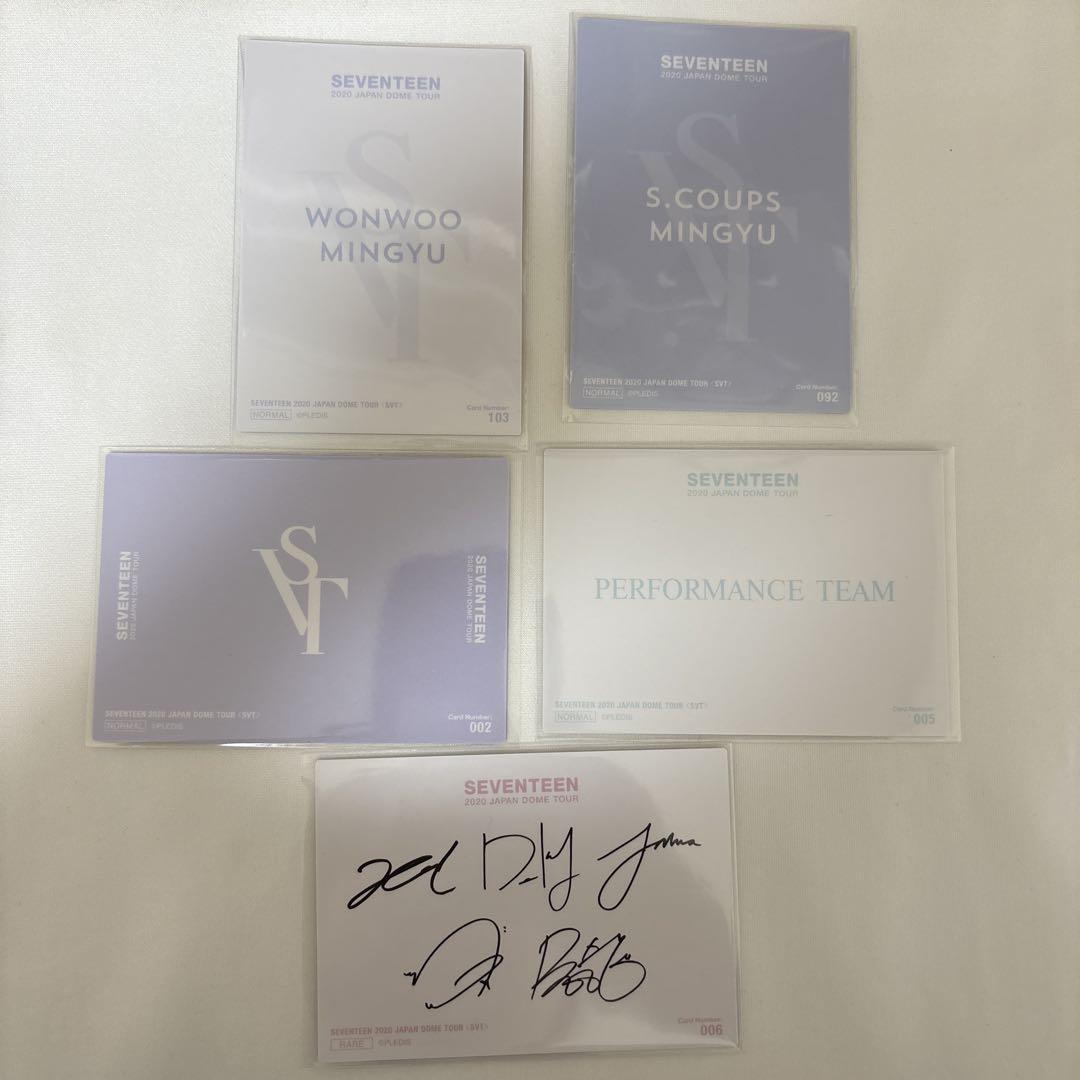 SEVENTEEN
2020 JAPAN DOME TOUR
SVT
WONWOO
MINGYU
SEVENTEEN 2020 JAPAN DOME TOUR〈SVT〉
NORMAL ©PLEDIS
Card Number:
103
SEVENTEEN
2020 JAPAN DOME TOUR
SVT
S.COUPS
MINGYU
SEVENTEEN 2020 JAPAN DOME TOUR〈SVT〉
NORMAL ©PLEDIS
Card Number:
092
SEVENTEEN
2020 JAPAN DOME TOUR
SVT
SEVENTEEN
2020 JAPAN DOME TOUR
SEVENTEEN 2020 JAPAN DOME TOUR〈SVT〉
NORMAL ©PLEDIS
Card Number:
002
SEVENTEEN
2020 JAPAN DOME TOUR
PERFORMANCE TEAM
SEVENTEEN 2020 JAPAN DOME TOUR〈SVT〉
NORMAL ©PLEDIS
Card Number:
005
SEVENTEEN
2020 JAPAN DOME TOUR
Joshua
SEVENTEEN 2020 JAPAN DOME TOUR〈SVT〉
RARE ©PLEDIS
Card Number:
006